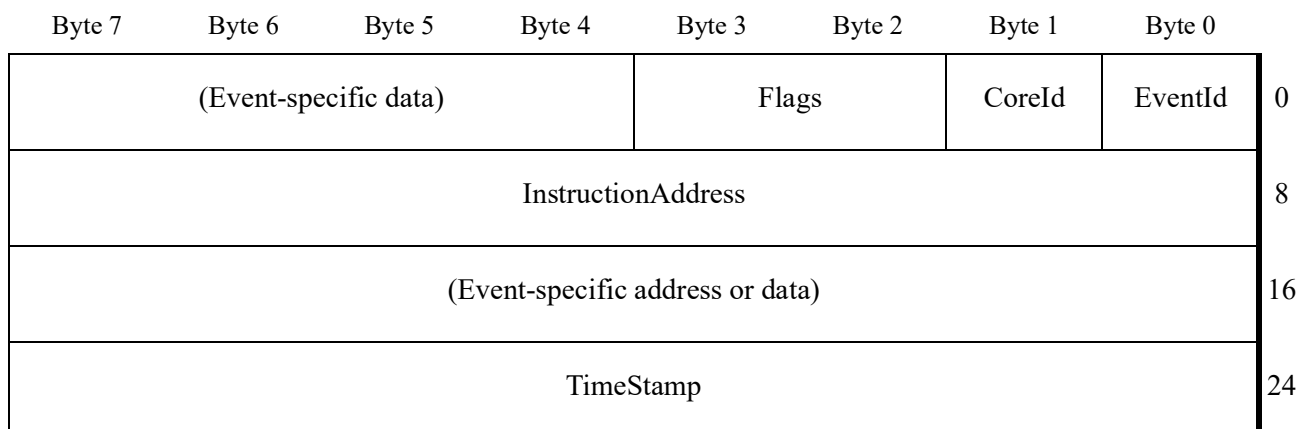 Byte 7 Byte 6 Byte 5 Byte 4 Byte 3 Byte 2 Byte 1 Byte 0
(Event-specific data) Flags CoreId EventId 0
InstructionAddress 8
(Event-specific address or data) 16
TimeStamp 24